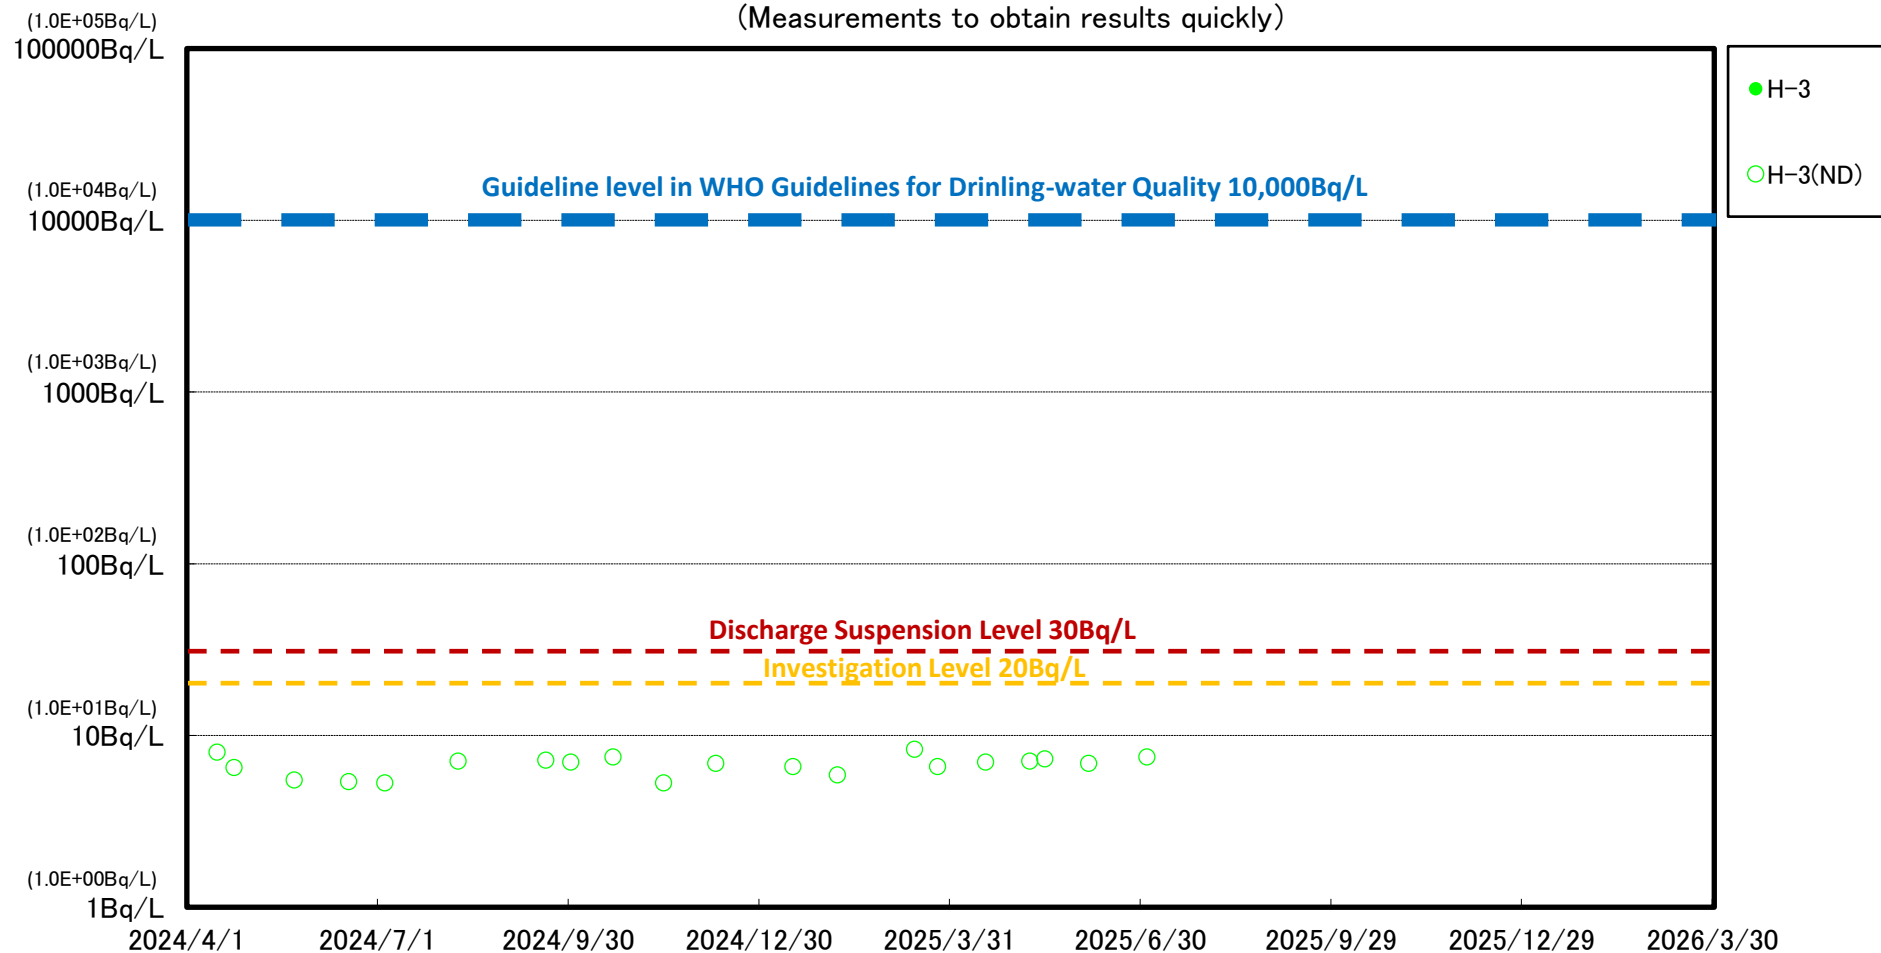 (Measurements to obtain results quickly)
(1.0E+05Bq/L)
100000Bq/L
H-3
H-3(ND)
(1.0E+04Bq/L)
10000Bq/L
Guideline level in WHO Guidelines for Drinling-water Quality 10,000Bq/L
(1.0E+03Bq/L)
1000Bq/L
(1.0E+02Bq/L)
100Bq/L
Discharge Suspension Level 30Bq/L
Investigation Level 20Bq/L
(1.0E+01Bq/L)
10Bq/L
(1.0E+00Bq/L)
1Bq/L
2024/4/1 2024/7/1 2024/9/30 2024/12/30 2025/3/31 2025/6/30 2025/9/29 2025/12/29 2026/3/30